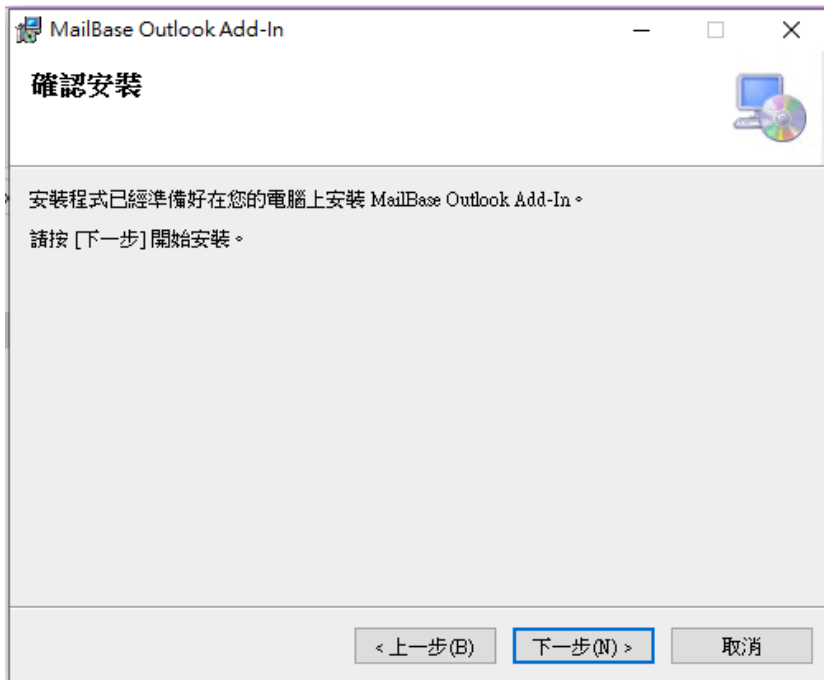 MailBase Outlook Add-In
確認安裝
安裝程式已經準備好在您的電腦上安裝 MailBase Outlook Add-In。
請按 [下一步] 開始安裝。
< 上一步(B)
下一步(N) >
取消